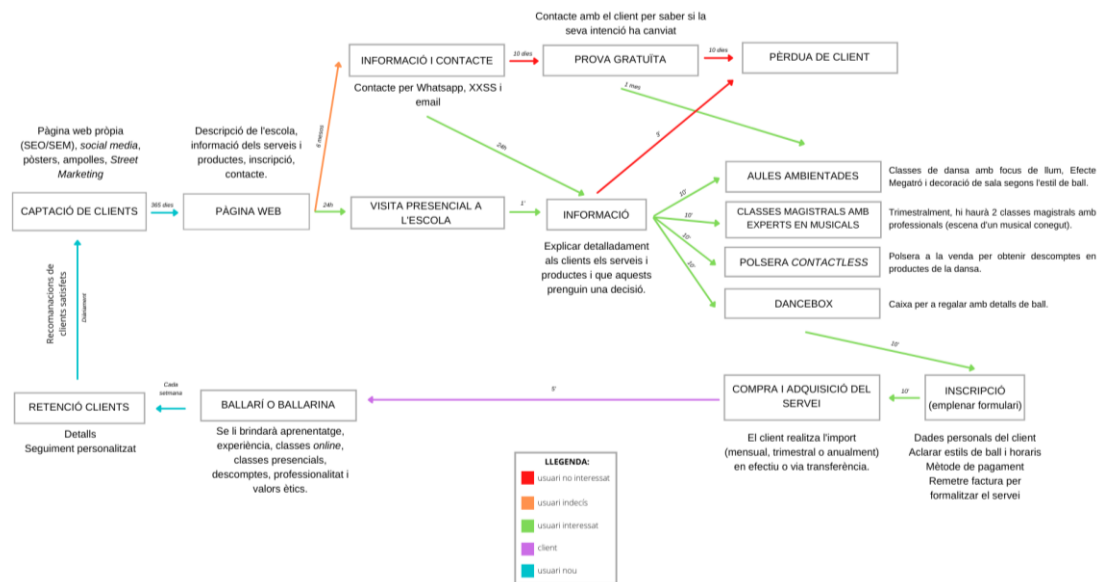 Contacte amb el client per saber si la
seva intenció ha canviat
INFORMACIÓ I CONTACTE
10 dies
PROVA GRATUÏTA
10 dies
PÈRDUA DE CLIENT
Contacte per Whatsapp, XXSS i
email
1 mes
6 mesos
24h
5'
Pàgina web pròpia
(SEO/SEM), social media,
pòsters, ampolles, Street
Marketing
Descripció de l'escola,
informació dels serveis i
productes, inscripció,
contacte.
CAPTACIÓ DE CLIENTS
365 dies
PÀGINA WEB
24h
VISITA PRESENCIAL A
L'ESCOLA
1'
INFORMACIÓ
Explicar detalladament
als clients els serveis i
productes i que aquests
prenguin una decisió.
10'
10'
10'
10'
AULES AMBIENTADES
Classes de dansa amb focus de llum, Efecte
Megatró i decoració de sala segons l'estil de ball.
CLASSES MAGISTRALS AMB
EXPERTS EN MUSICALS
Trimestralment, hi haurà 2 classes magistrals amb
professionals (escena d'un musical conegut).
POLSERA CONTACTLESS
Polsera a la venda per obtenir descomptes en
productes de la dansa.
DANCEBOX
Caixa per a regalar amb detalls de ball.
10'
INSCRIPCIÓ
(emplenar formulari)
Dades personals del client
Aclarar estils de ball i horaris
Mètode de pagament
Remetre factura per
formalitzar el servei
10'
COMPRA I ADQUISICIÓ DEL
SERVEI
El client realitza l'import
(mensual, trimestral o anualment)
en efectiu o via transferència.
5'
BALLARÍ O BALLARINA
Se li brindarà aprenentatge,
experiència, classes online,
classes presencials,
descomptes, professionalitat i
valors ètics.
Cada
setmana
RETENCIÓ CLIENTS
Detalls
Seguiment personalitzat
Recomanacions de
clients satisfets
Diàriament
LLEGENDA:
usuari no interessat
usuari indecís
usuari interessat
client
usuari nou